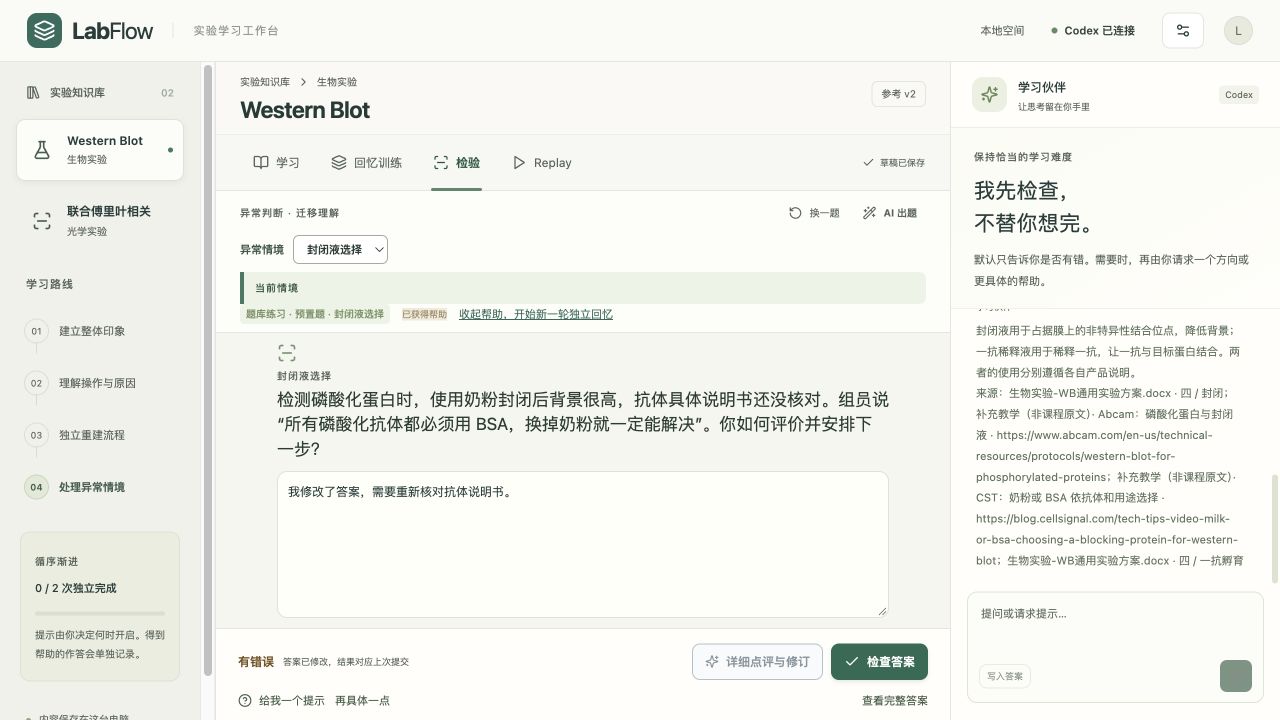 LabFlow
实验学习工作台
本地空间
Codex 已连接
L
实验知识库
02
Western Blot
生物实验
联合傅里叶相关
光学实验
学习路线
01 建立整体印象
02 理解操作与原因
03 独立重建流程
04 处理异常情境
循序渐进
0 / 2 次独立完成
提示由你决定何时开启。得到
帮助的作答会单独记录。
内容保存在这台电脑
实验知识库 > 生物实验
Western Blot
参考 v2
学习
回忆训练
检验
Replay
草稿已保存
异常判断 · 迁移理解
换一题
AI 出题
异常情境
封闭液选择
当前情境
题库练习 · 预置题 · 封闭液选择
已获得帮助
收起帮助，开始新一轮独立回忆
封闭液选择
检测磷酸化蛋白时，使用奶粉封闭后背景很高，抗体具体说明书还没核对。组员说
“所有磷酸化抗体都必须用 BSA，换掉奶粉就一定能解决”。你如何评价并安排下
一步？
我修改了答案，需要重新核对抗体说明书。
有错误
答案已修改，结果对应上次提交
详细点评与修订
检查答案
给我一个提示
再具体一点
查看完整答案
学习伙伴
让思考留在你手里
Codex
保持恰当的学习难度
我先检查，
不替你想完。
默认只告诉你是否有错。需要时，再由你请求一个方向或
更具体的帮助。
封闭液用于占据膜上的非特异性结合位点，降低背景；
一抗稀释液用于稀释一抗，让一抗与目标蛋白结合。两
者的使用分别遵循各自产品说明。
来源：生物实验-WB通用实验方案.docx · 四 / 封闭；
补充教学（非课程原文）· Abcam：磷酸化蛋白与封闭
液 · https://www.abcam.com/en-us/technical-
resources/protocols/western-blot-for-
phosphorylated-proteins；补充教学（非课程原文）·
CST：奶粉或 BSA 依抗体和用途选择 ·
https://blog.cellsignal.com/tech-tips-video-milk-
or-bsa-choosing-a-blocking-protein-for-western-
blot；生物实验-WB通用实验方案.docx · 四 / 一抗孵育
提问或请求提示…
写入答案